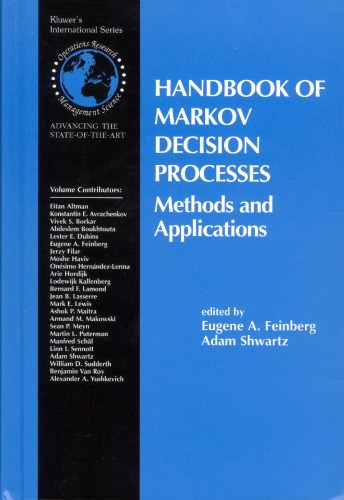 Kluwer's
International Series
Operations Research
Management Science
ADVANCING THE
STATE-OF-THE-ART
Volume Contributors:
Eitan Altman
Konstantin E. Avrachenkov
Vivek S. Borkar
Abdeslem Boukhtouta
Lester E. Dubins
Eugene A. Feinberg
Jerzy Filar
Moshe Haviv
Onésimo Hernández-Lerma
Arie Hordijk
Lodewijk Kallenberg
Bernard F. Lamond
Jean B. Lasserre
Mark E. Lewis
Ashok P. Maitra
Armand M. Makowski
Sean P. Meyn
Martin L. Puterman
Manfred Schäl
Linn I. Sennott
Adam Shwartz
William D. Sudderth
Benjamin Van Roy
Alexander A. Yushkevich
HANDBOOK OF
MARKOV
DECISION
PROCESSES
Methods and
Applications
edited by
Eugene A. Feinberg
Adam Shwartz